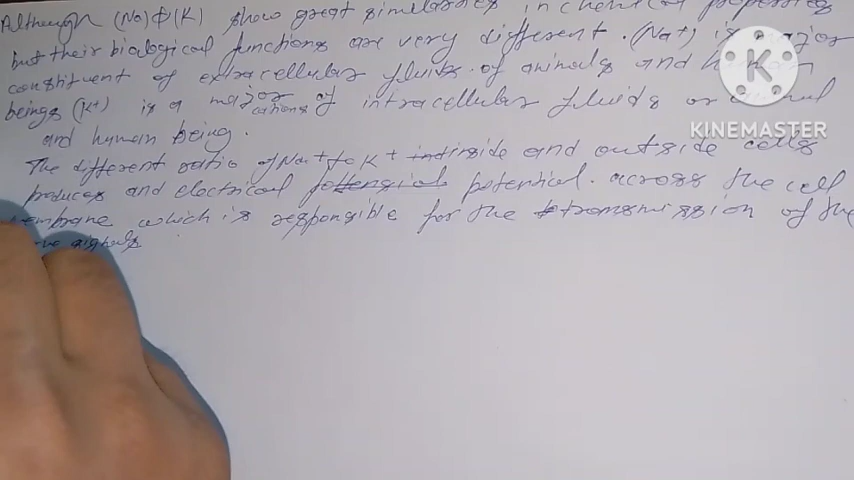 Although (Na) & (K) show great similarities in chemical properties
but their biological functions are very different. (Na+) is a major
constituent of extracellular fluids of animals and human
beings (K+) is a major cations of intracellular fluids or animal
and human being.
The different ratio of Na+ to K+ inside and outside cells
produces and electrical potential across the cell
membrane which is responsible for the transmission of the
signals
KINEMASTER